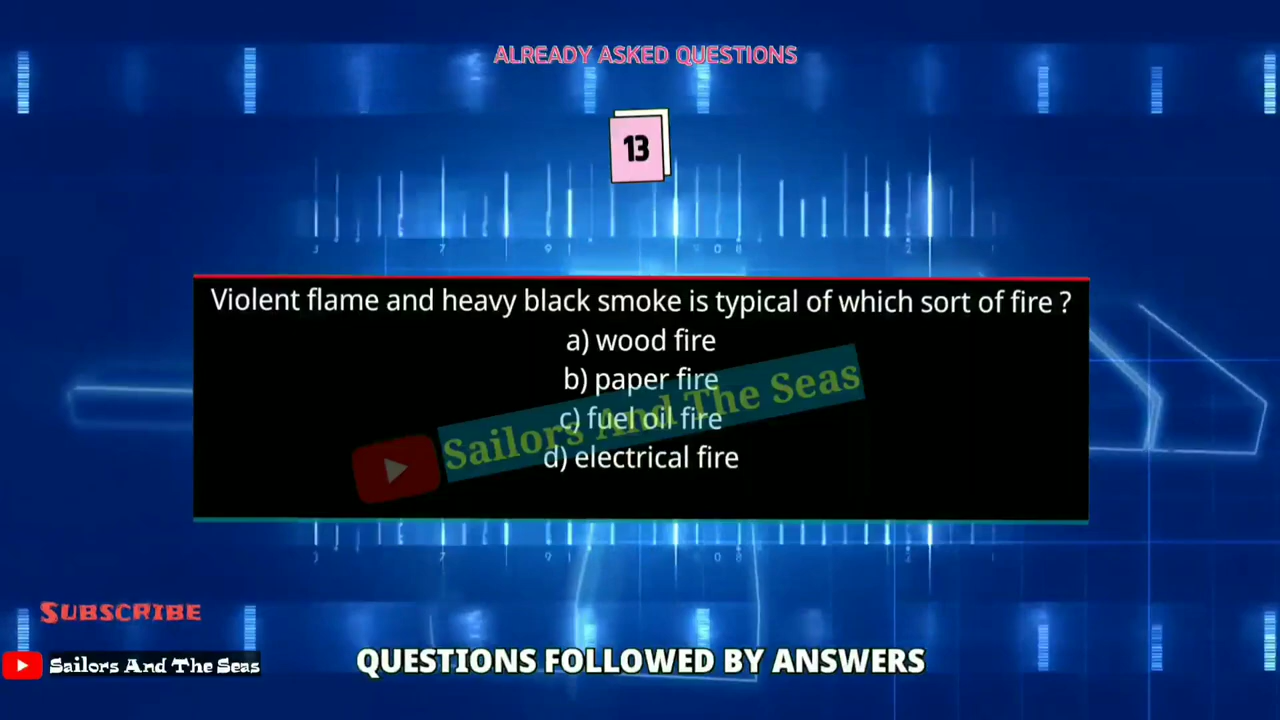 ALREADY ASKED QUESTIONS
13
Violent flame and heavy black smoke is typical of which sort of fire ?
a) wood fire
b) paper fire
c) fuel oil fire
d) electrical fire
Sailors And The Seas
SUBSCRIBE
Sailors And The Seas
QUESTIONS FOLLOWED BY ANSWERS